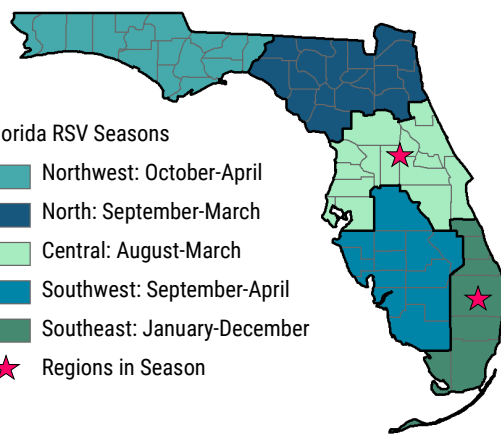 orida RSV Seasons
Northwest: October-April
North: September-March
Central: August-March
Southwest: September-April
Southeast: January-December
Regions in Season